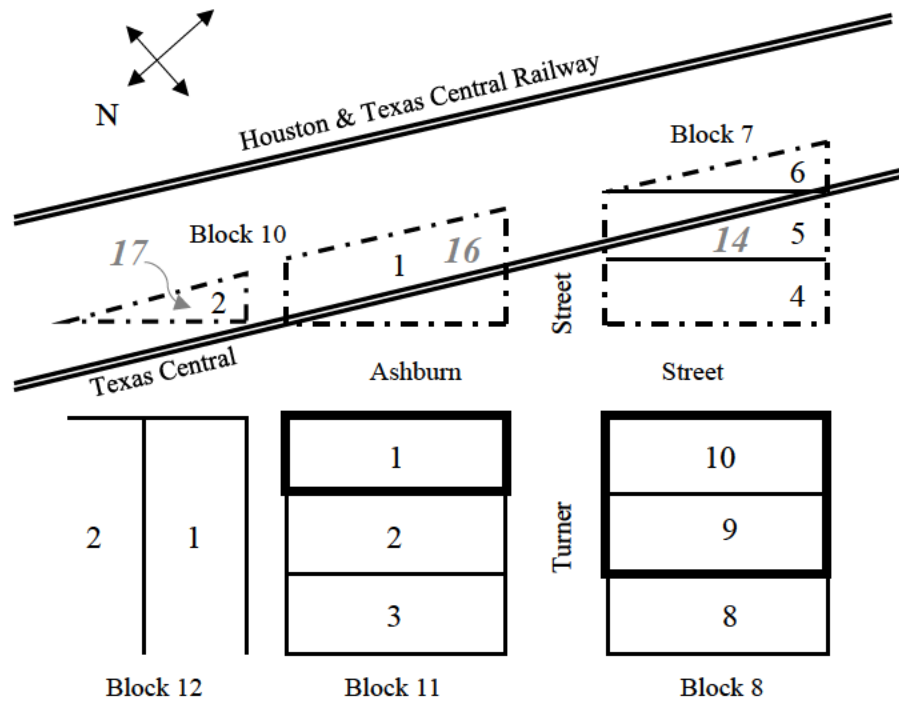 N
Houston & Texas Central Railway
Block 7
6
Block 10
17
1
16
14
5
2
4
Street
Texas Central
Ashburn
Street
1
10
2
1
2
Turner
9
3
8
Block 12
Block 11
Block 8